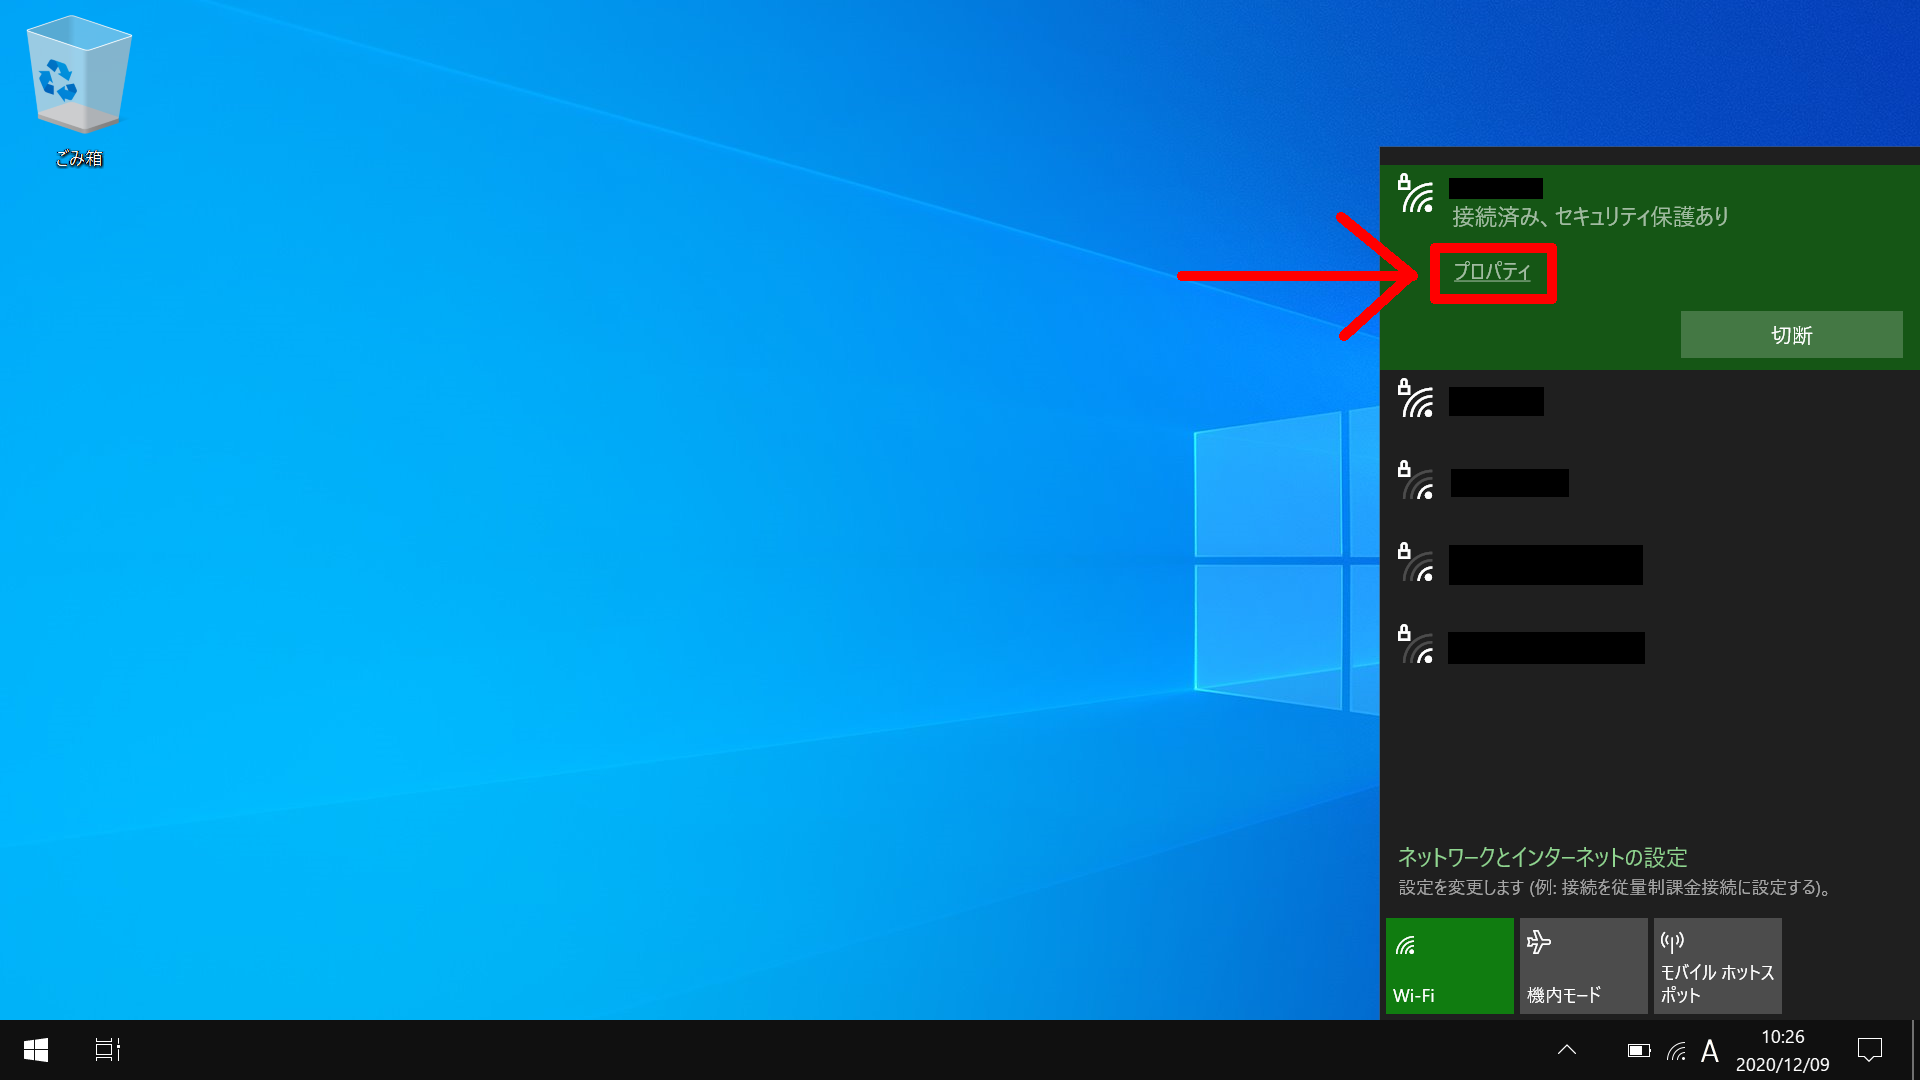 ごみ箱
接続済み、セキュリティ保護あり
プロパティ
切断
ネットワークとインターネットの設定
設定を変更します (例: 接続を従量制課金接続に設定する)。
Wi-Fi
機内モード
モバイル ホットス
ポット
A
10:26
2020/12/09